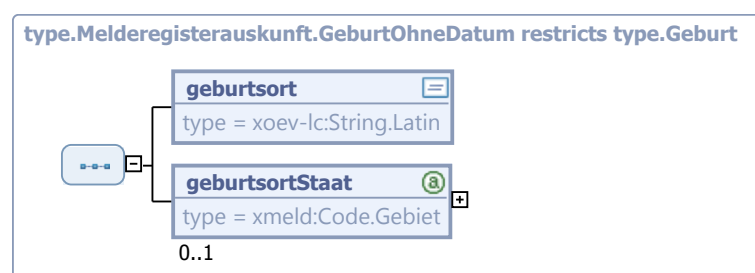 type.Melderegisterauskunft.GeburtOhneDatum restricts type.Geburt
geburtsort
type = xoev-lc:String.Latin
geburtsortStaat
type = xmeld:Code.Gebiet
0..1